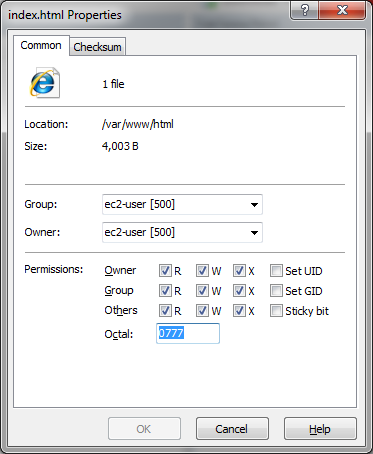 index.html Properties
Common Checksum
1 file
Location: /var/www/html
Size: 4,003 B
Group: ec2-user [500]
Owner: ec2-user [500]
Permissions: Owner R W X Set UID
Group R W X Set GID
Others R W X Sticky bit
Octal: 0777
OK Cancel Help